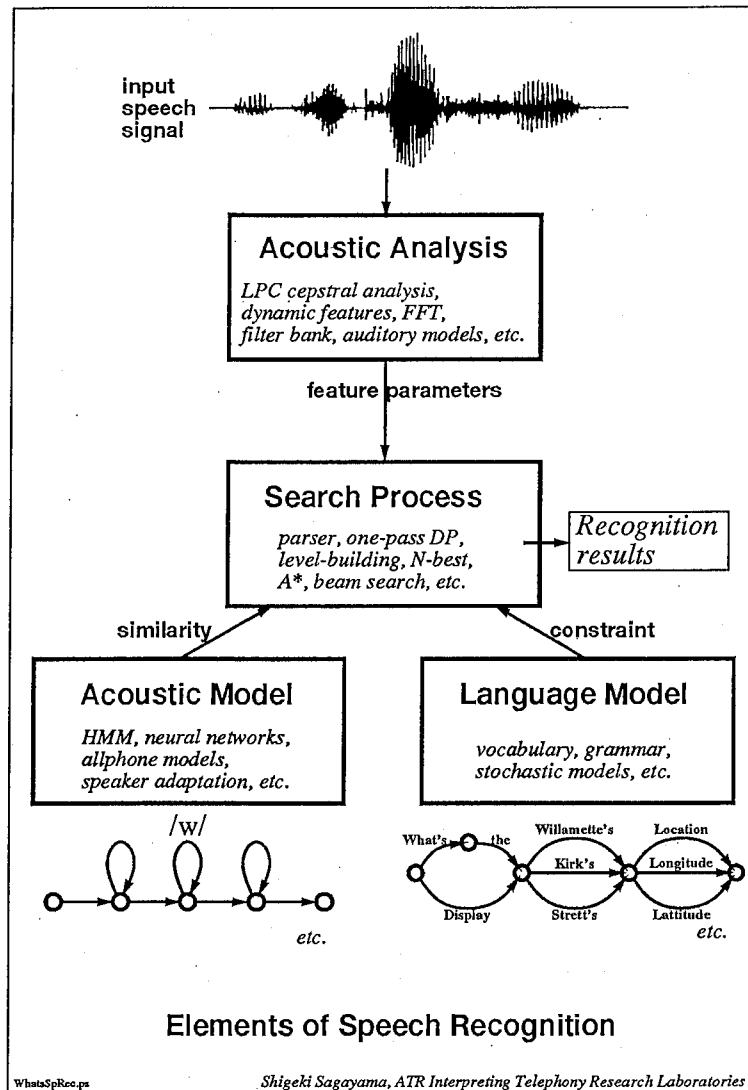 input
speech
signal
Acoustic Analysis
LPC cepstral analysis,
dynamic features, FFT,
filter bank, auditory models, etc.
feature parameters
Search Process
parser, one-pass DP,
level-building, N-best,
A*, beam search, etc.
Recognition
results
similarity
constraint
Acoustic Model
HMM, neural networks,
allphone models,
speaker adaptation, etc.
Language Model
vocabulary, grammar,
stochastic models, etc.
/w/
etc.
What's the Willamette's Location
Kirk's Longitude
Display Strett's Lattitude
etc.
Elements of Speech Recognition
WhatsSpRec.ps
Shigeki Sagayama, ATR Interpreting Telephony Research Laboratories